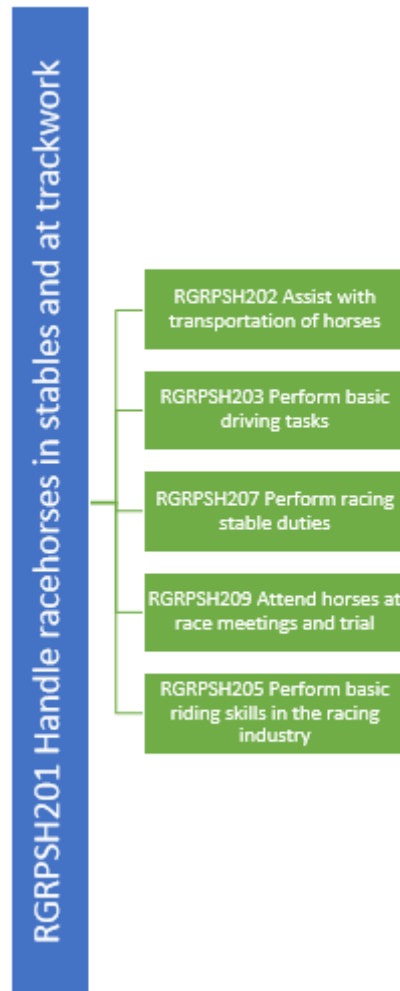 RGRPSH201 Handle racehorses in stables and at trackwork
RGRPSH202 Assist with
transportation of horses
RGRPSH203 Perform basic
driving tasks
RGRPSH207 Perform racing
stable duties
RGRPSH209 Attend horses at
race meetings and trial
RGRPSH205 Perform basic
riding skills in the racing
industry